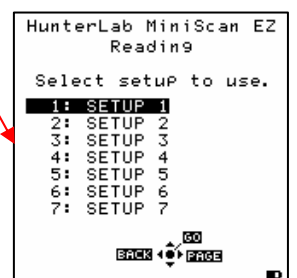 HunterLab MiniScan EZ
Reading
Select setup to use.
1: SETUP 1
2: SETUP 2
3: SETUP 3
4: SETUP 4
5: SETUP 5
6: SETUP 6
7: SETUP 7
GO
BACK PAGE